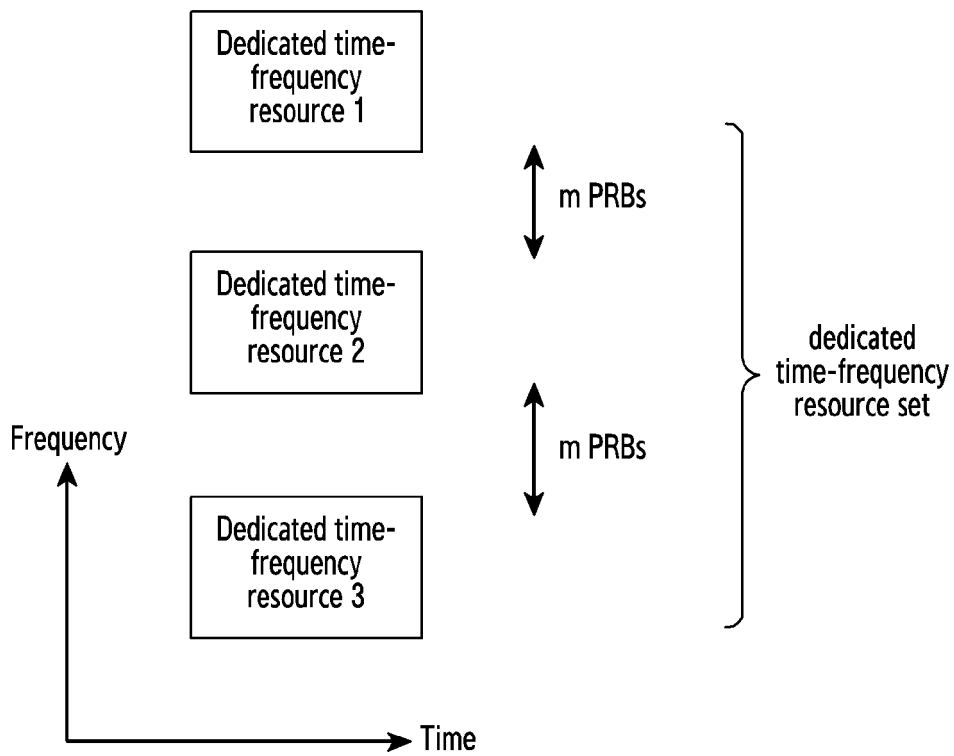 Dedicated time-
frequency
resource 1
m PRBs
Dedicated time-
frequency
resource 2
dedicated
time-frequency
resource set
m PRBs
Frequency
Dedicated time-
frequency
resource 3
Time